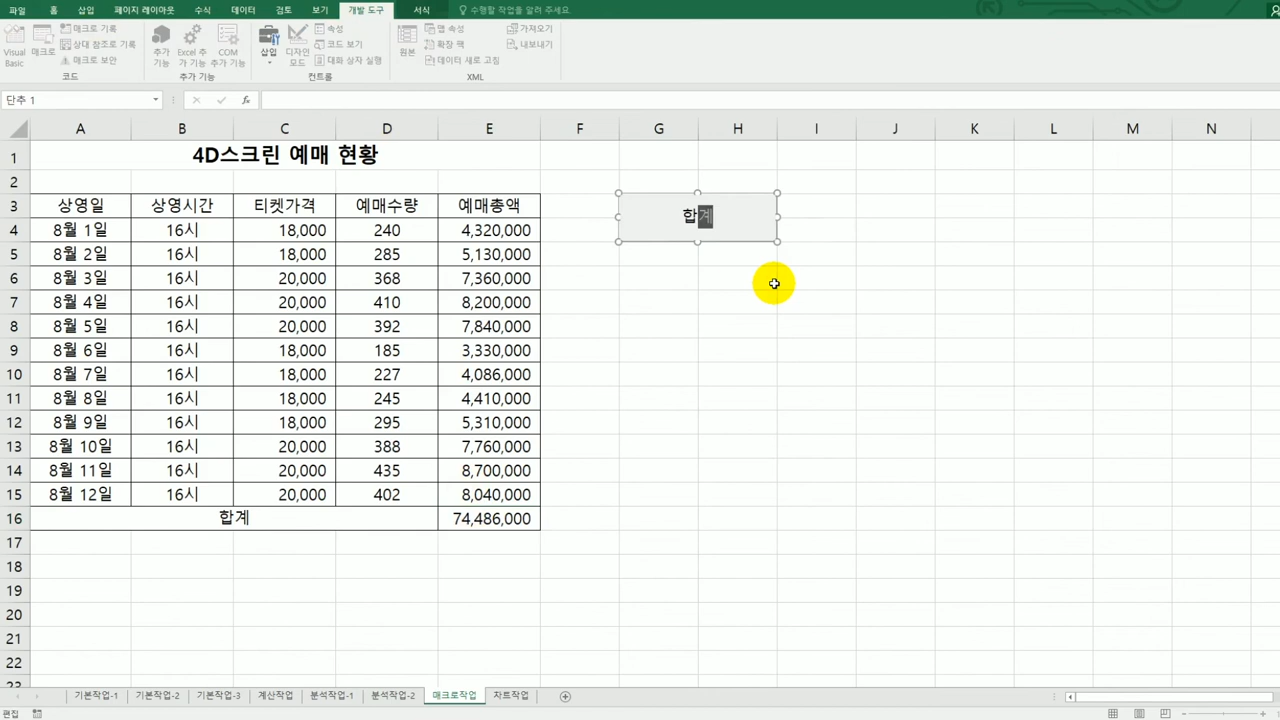 파일 홈 삽입 페이지 레이아웃 수식 데이터 검토 보기 개발 도구 서식 수행할 작업을 알려 주세요.
Visual Basic
매크로
매크로 기록
상대 참조로 기록
매크로 보안
코드
추가 기능
Excel 추가 기능
COM 추가 기능
추가 기능
삽입
디자인 모드
속성
코드 보기
대화 상자 실행
컨트롤
원본
맵 속성
확장 팩
데이터 새로 고침
가져오기
내보내기
XML
단추 1 fx
A B C D E F G H I J K L M N
1 4D스크린 예매 현황
2
3 상영일 상영시간 티켓가격 예매수량 예매총액 합계
4 8월 1일 16시 18,000 240 4,320,000
5 8월 2일 16시 18,000 285 5,130,000
6 8월 3일 16시 20,000 368 7,360,000
7 8월 4일 16시 20,000 410 8,200,000
8 8월 5일 16시 20,000 392 7,840,000
9 8월 6일 16시 18,000 185 3,330,000
10 8월 7일 16시 18,000 227 4,086,000
11 8월 8일 16시 18,000 245 4,410,000
12 8월 9일 16시 18,000 295 5,310,000
13 8월 10일 16시 20,000 388 7,760,000
14 8월 11일 16시 20,000 435 8,700,000
15 8월 12일 16시 20,000 402 8,040,000
16 합계 74,486,000
17
18
19
20
21
22
23
기본작업-1 기본작업-2 기본작업-3 계산작업 분석작업-1 분석작업-2 매크로작업 차트작업
편집